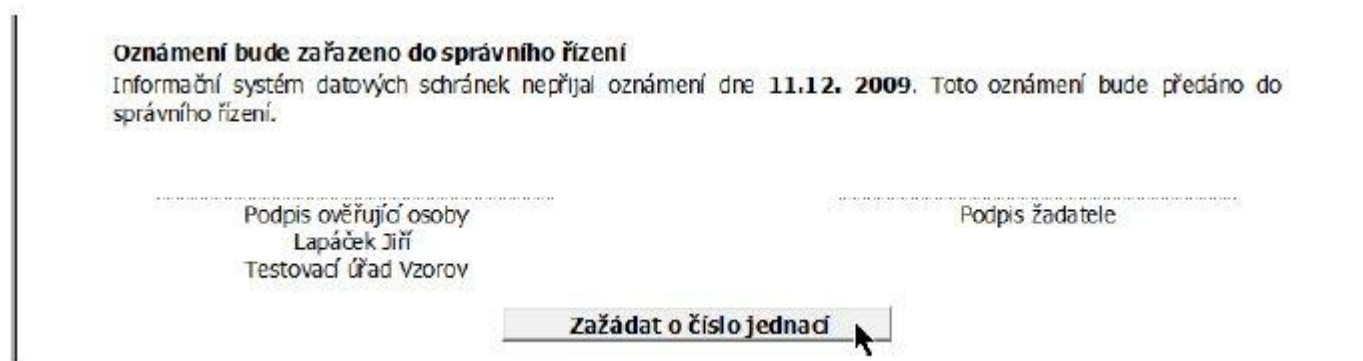 Oznámení bude zařazeno do správního řízení
Informační systém datových schránek nepřijal oznámení dne 11.12. 2009. Toto oznámení bude předáno do
správního řízení.
Podpis ověřující osoby
Lapáček Jiří
Testovací úřad Vzorov
Podpis žadatele
Zažádat o číslo jednací